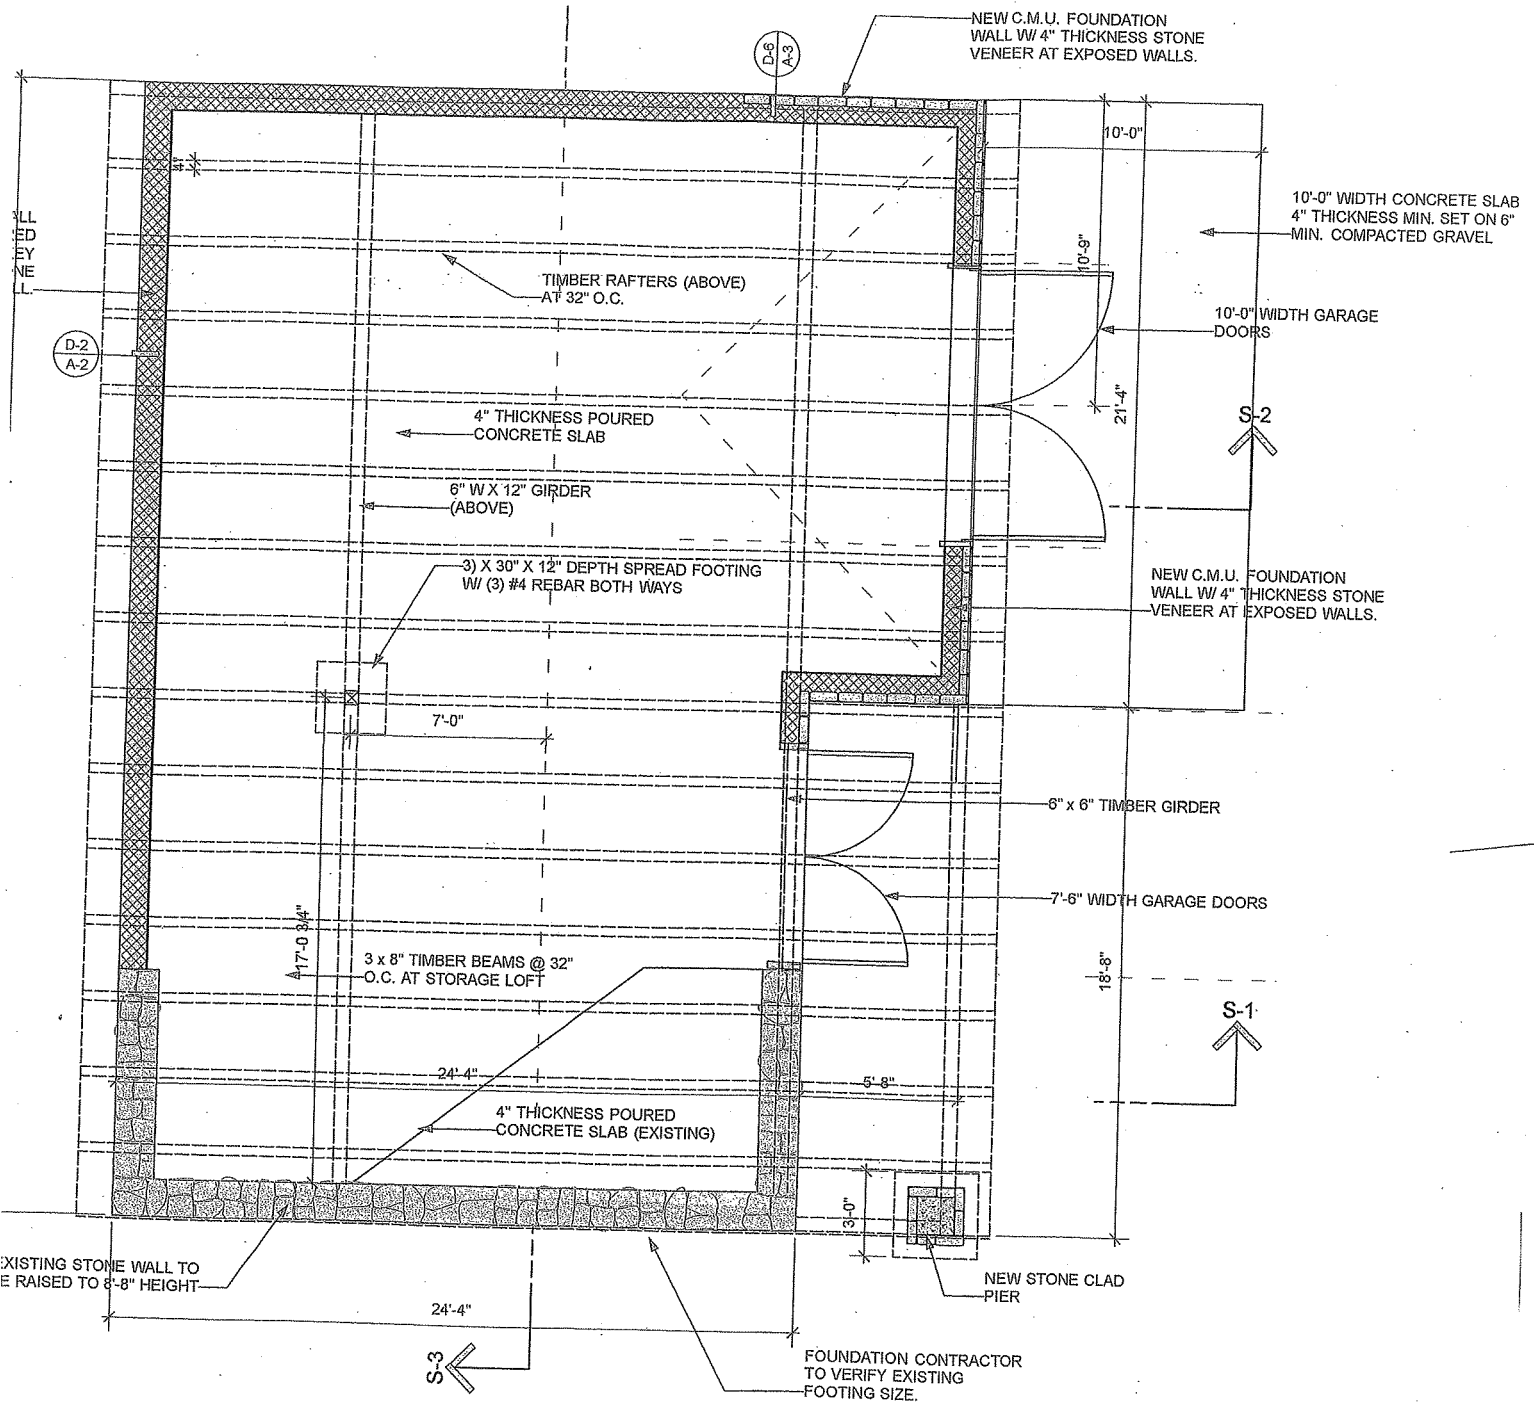 NEW C.M.U. FOUNDATION
WALL W/ 4" THICKNESS STONE
VENEER AT EXPOSED WALLS.
D-6
A-3
10'-0"
4"
10'-0" WIDTH CONCRETE SLAB
4" THICKNESS MIN. SET ON 6"
MIN. COMPACTED GRAVEL
LL
ED
EY
NE
L.
10'-9"
TIMBER RAFTERS (ABOVE)
AT 32" O.C.
10'-0" WIDTH GARAGE
DOORS
D-2
A-2
21'-4"
S-2
4" THICKNESS POURED
CONCRETE SLAB
6" W X 12" GIRDER
(ABOVE)
3) X 30" X 12" DEPTH SPREAD FOOTING
W/ (3) #4 REBAR BOTH WAYS
NEW C.M.U. FOUNDATION
WALL W/ 4" THICKNESS STONE
VENEER AT EXPOSED WALLS.
7'-0"
6" x 6" TIMBER GIRDER
7'-6" WIDTH GARAGE DOORS
17'-0 3/4"
3 x 8" TIMBER BEAMS @ 32"
O.C. AT STORAGE LOFT
18'-8"
S-1
24'-4"
5'-8"
4" THICKNESS POURED
CONCRETE SLAB (EXISTING)
3'-0"
EXISTING STONE WALL TO
E RAISED TO 8'-8" HEIGHT
NEW STONE CLAD
PIER
24'-4"
S-3
FOUNDATION CONTRACTOR
TO VERIFY EXISTING
FOOTING SIZE.